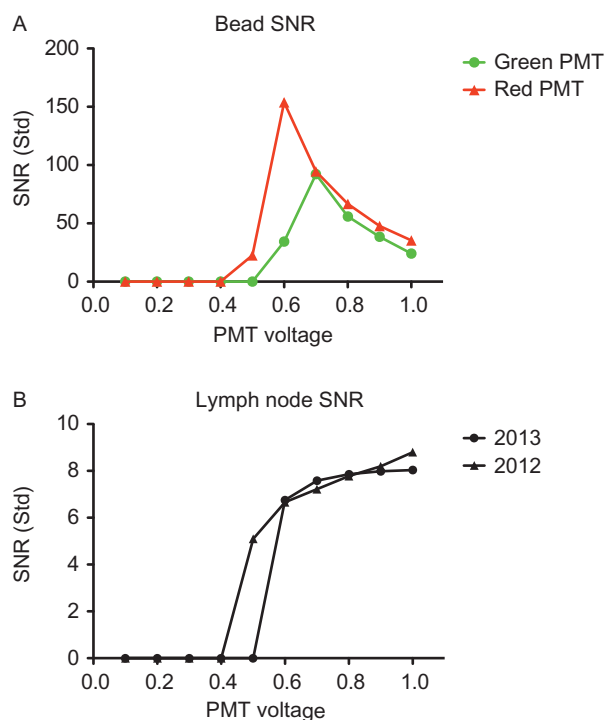 A
Bead SNR
200
150
100
50
0
SNR (Std)
0.0 0.2 0.4 0.6 0.8 1.0
PMT voltage
Green PMT
Red PMT
B
Lymph node SNR
10
8
6
4
2
0
SNR (Std)
0.0 0.2 0.4 0.6 0.8 1.0
PMT voltage
2013
2012